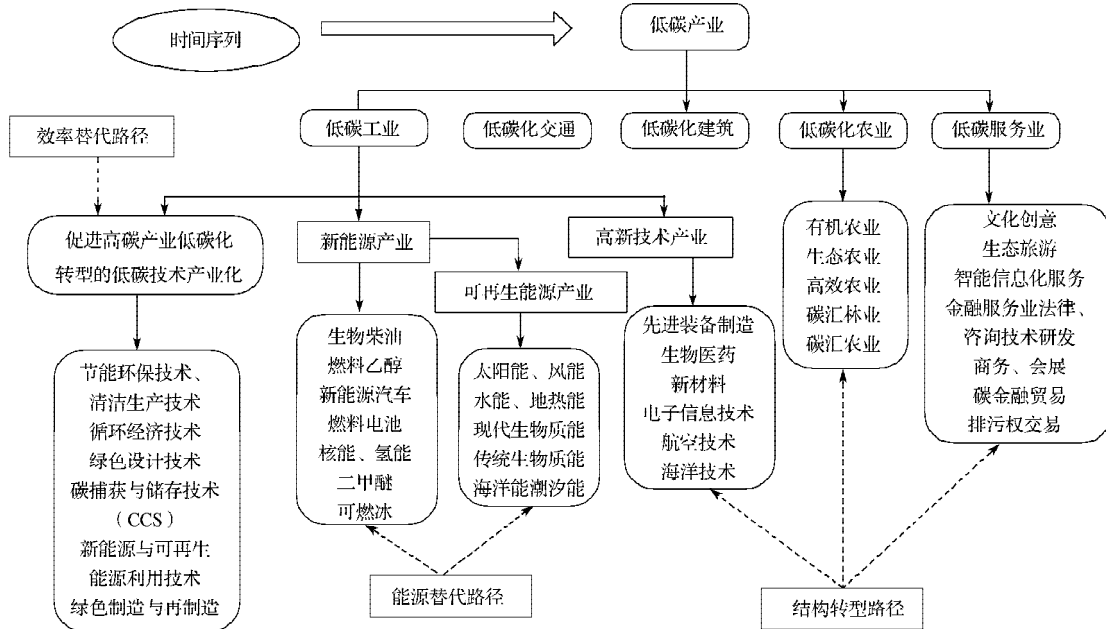 时间序列
低碳产业
效率替代路径
低碳工业
低碳化交通
低碳化建筑
低碳化农业
低碳服务业
促进高碳产业低碳化
转型的低碳技术产业化
新能源产业
高新技术产业
可再生能源产业
节能环保技术、
清洁生产技术
循环经济技术
绿色设计技术
碳捕获与储存技术
(CCS)
新能源与可再生
能源利用技术
绿色制造与再制造
生物柴油
燃料乙醇
新能源汽车
燃料电池
核能、氢能
二甲醚
可燃冰
太阳能、风能
水能、地热能
现代生物质能
传统生物质能
海洋能潮汐能
先进装备制造
生物医药
新材料
电子信息技术
航空技术
海洋技术
有机农业
生态农业
高效农业
碳汇林业
碳汇农业
文化创意
生态旅游
智能信息化服务
金融服务业法律、
咨询技术研发
商务、会展
碳金融贸易
排污权交易
能源替代路径
结构转型路径